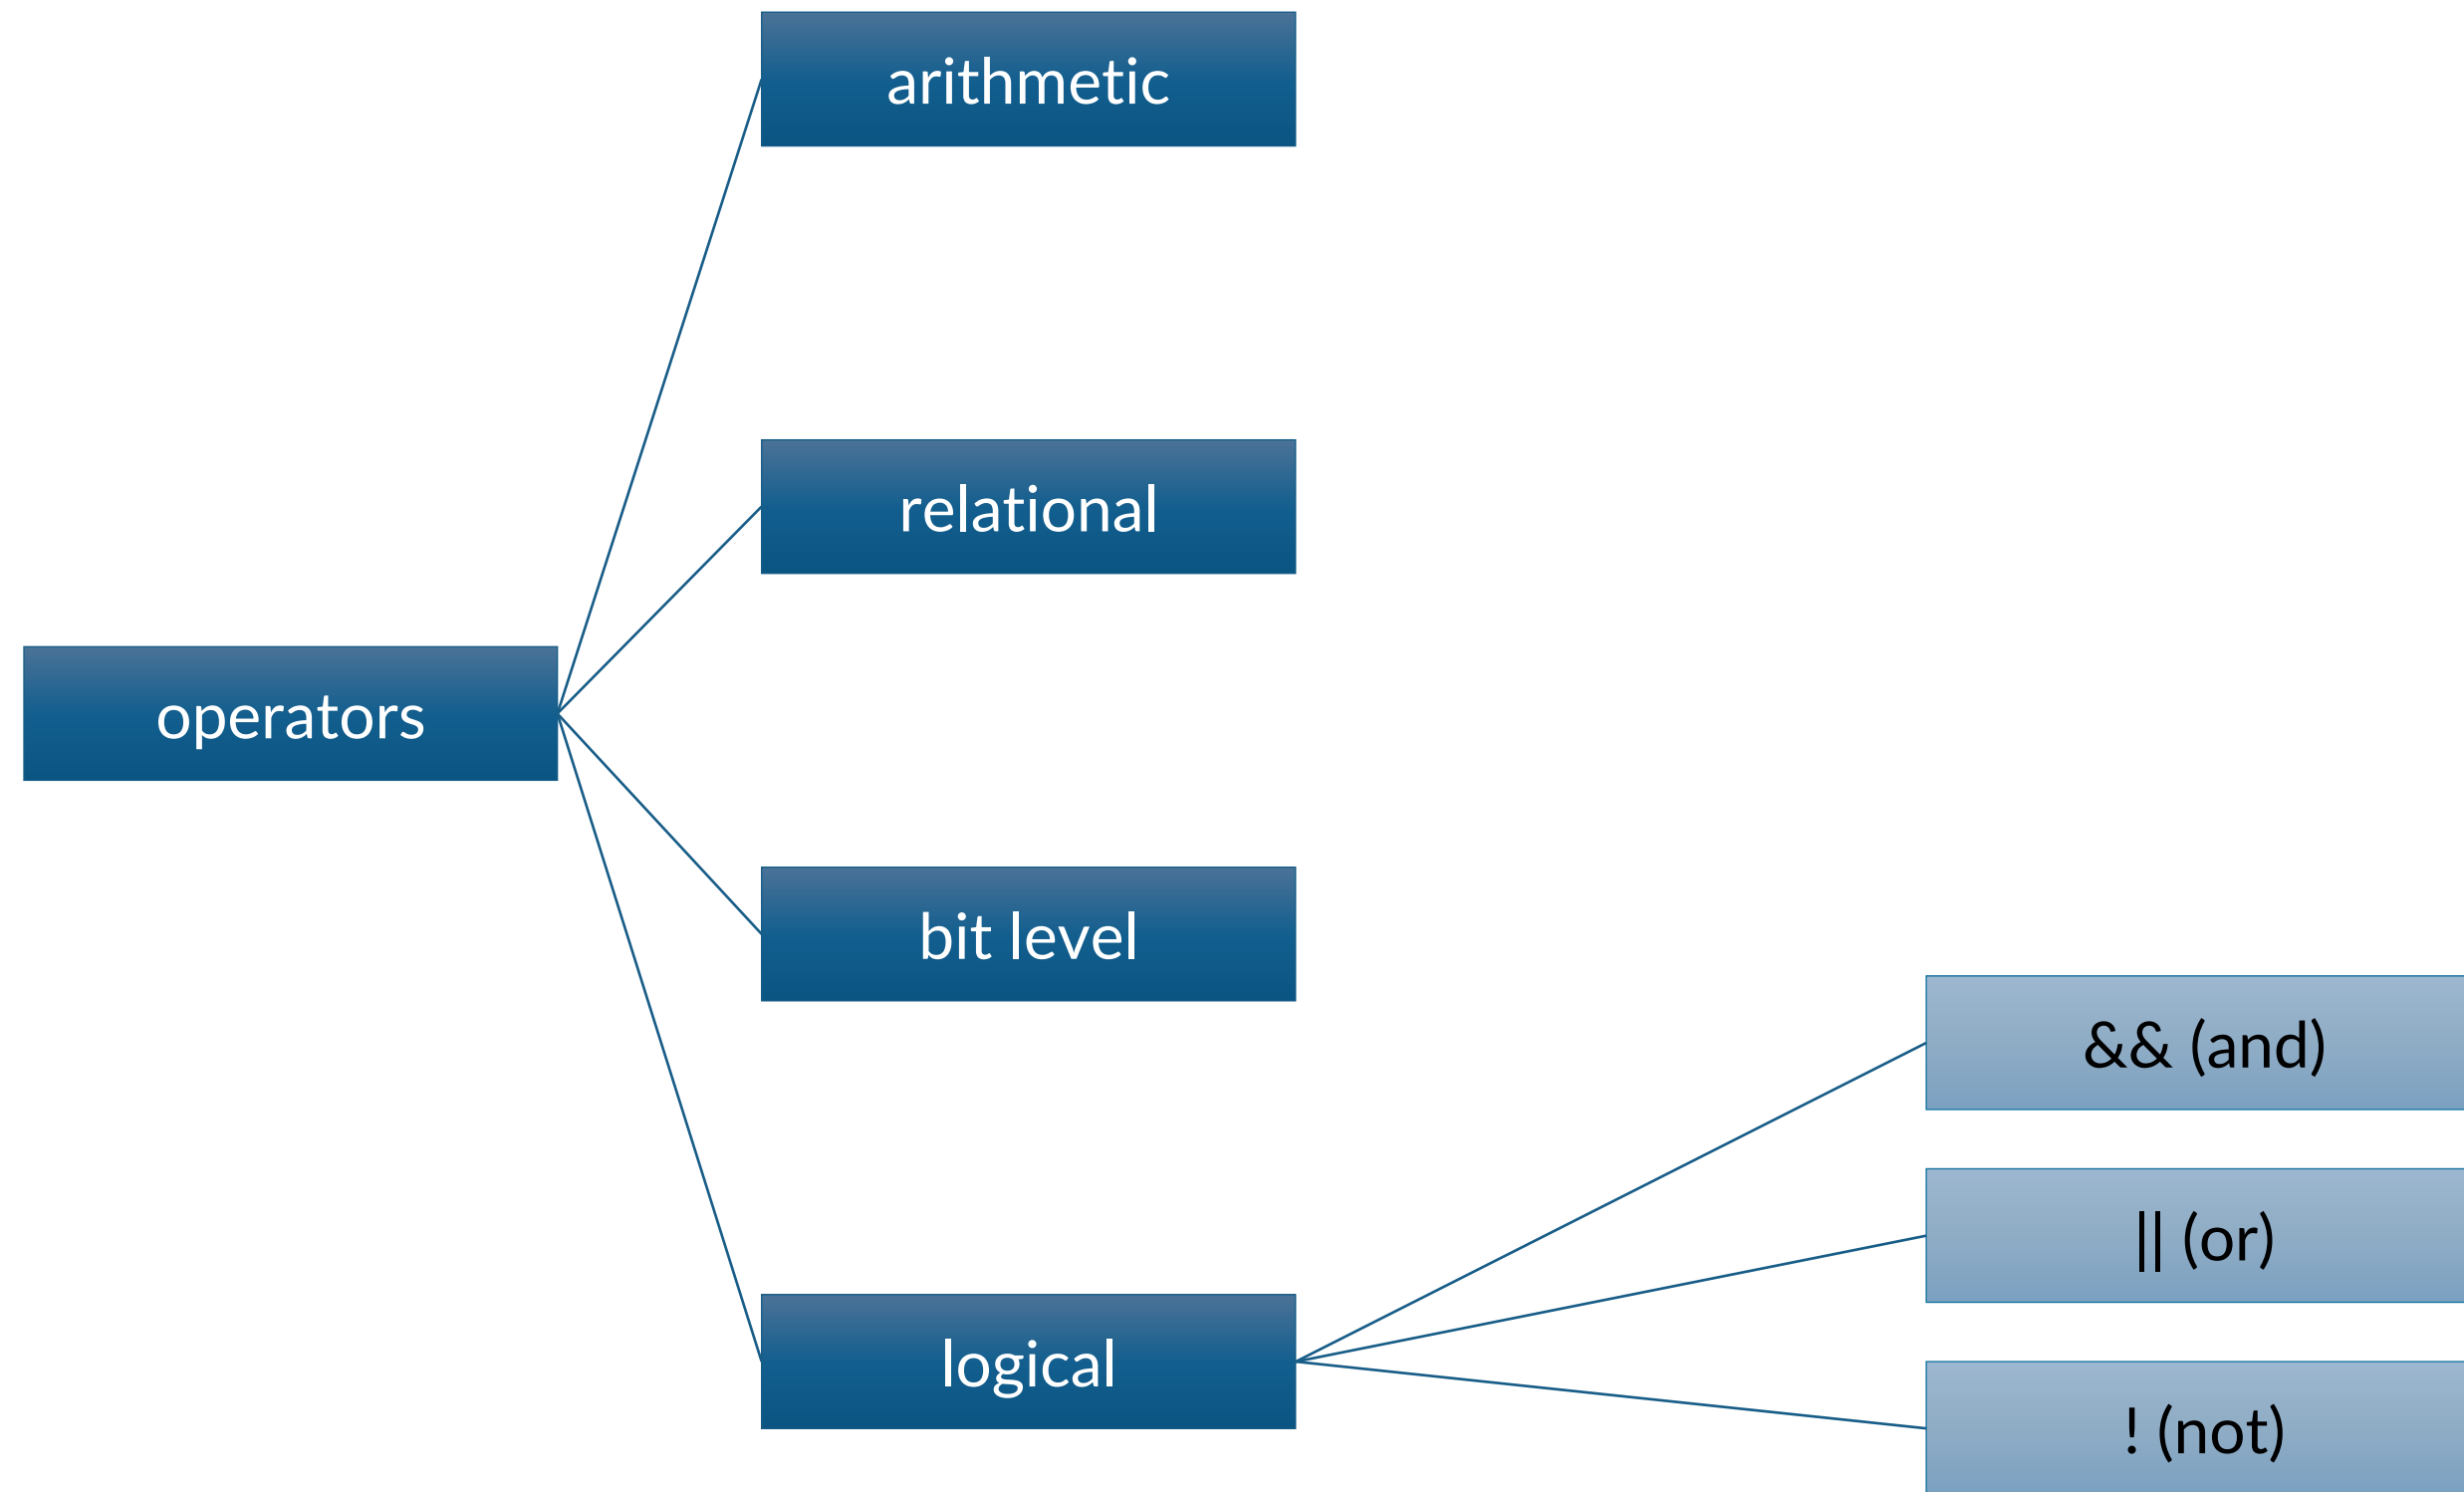 arithmetic
relational
operators
bit level
&& (and)
|| (or)
logical
! (not)